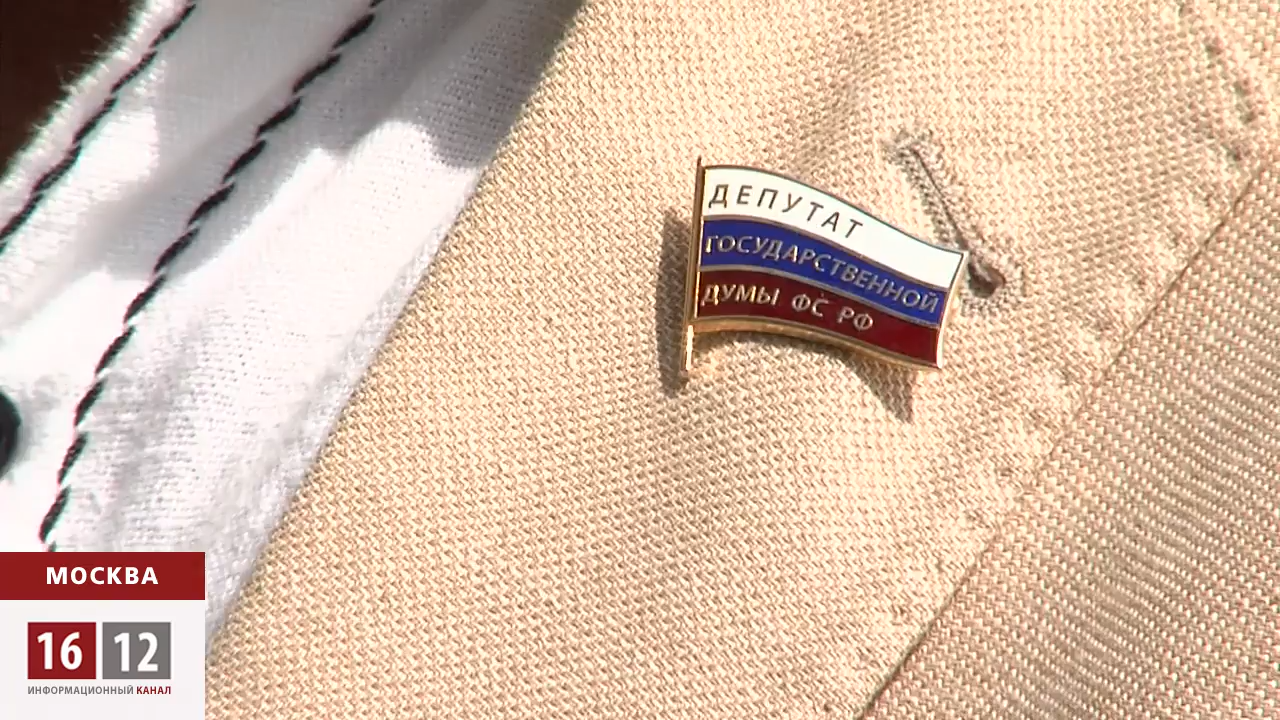 ДЕПУТАТ
ГОСУДАРСТВЕННОЙ
ДУМЫ ФС РФ
МОСКВА
16 12
ИНФОРМАЦИОННЫЙ КАНАЛ